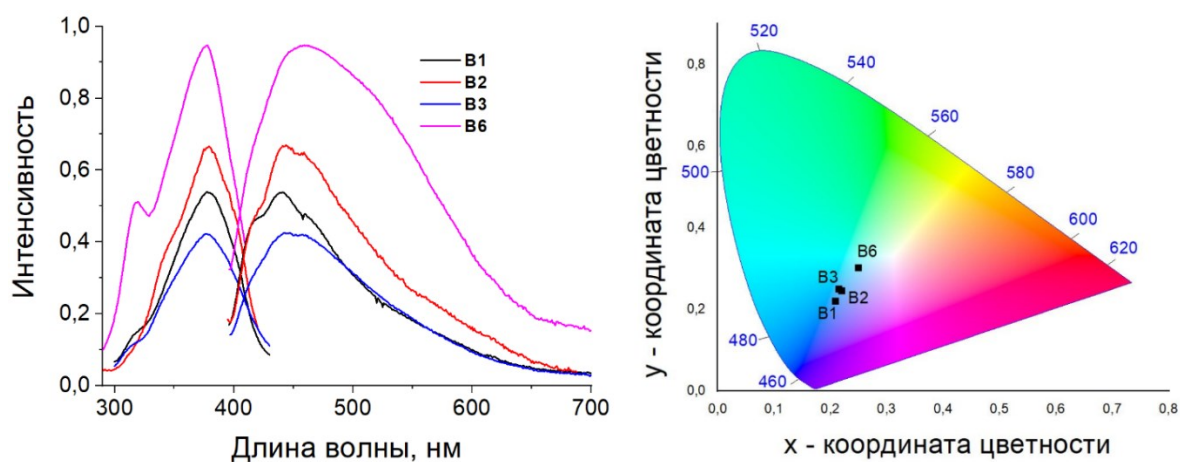 Интенсивность
1,0
0,8
0,6
0,4
0,2
0,0
300
400
500
600
700
Длина волны, нм
B1
B2
B3
B6
y - координата цветности
0,8
0,6
0,4
0,2
0,0
0,0
0,1
0,2
0,3
0,4
0,5
0,6
0,7
0,8
x - координата цветности
520
540
560
580
600
620
500
480
460
B6
B3
B2
B1